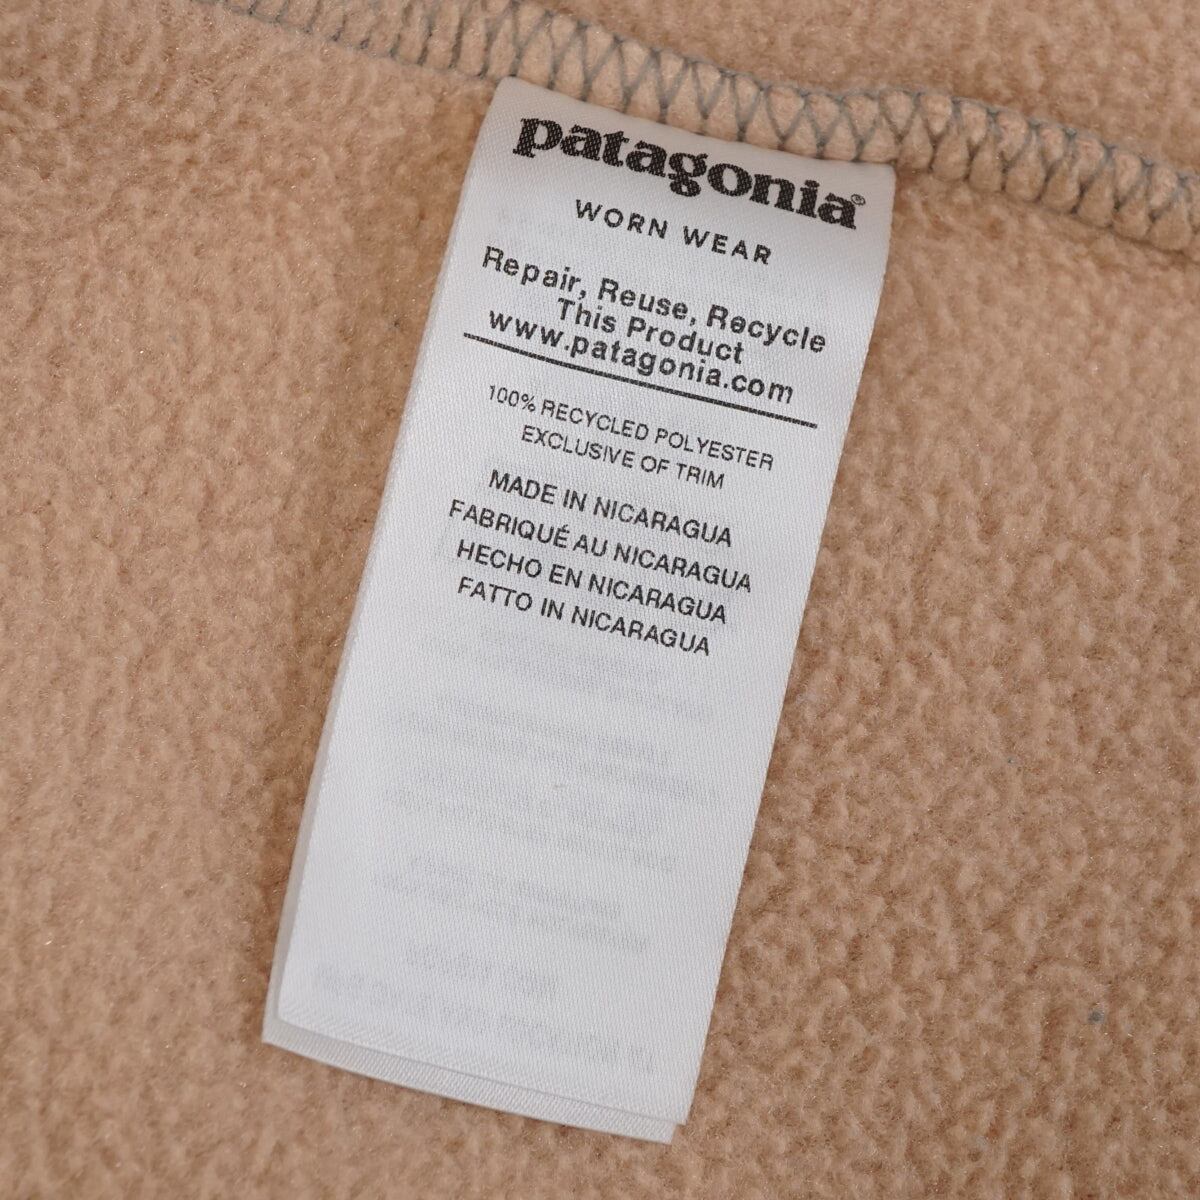 patagonia®
WORN WEAR
Repair, Reuse, Recycle
This Product
www.patagonia.com
100% RECYCLED POLYESTER
EXCLUSIVE OF TRIM
MADE IN NICARAGUA
FABRIQUÉ AU NICARAGUA
HECHO EN NICARAGUA
FATTO IN NICARAGUA